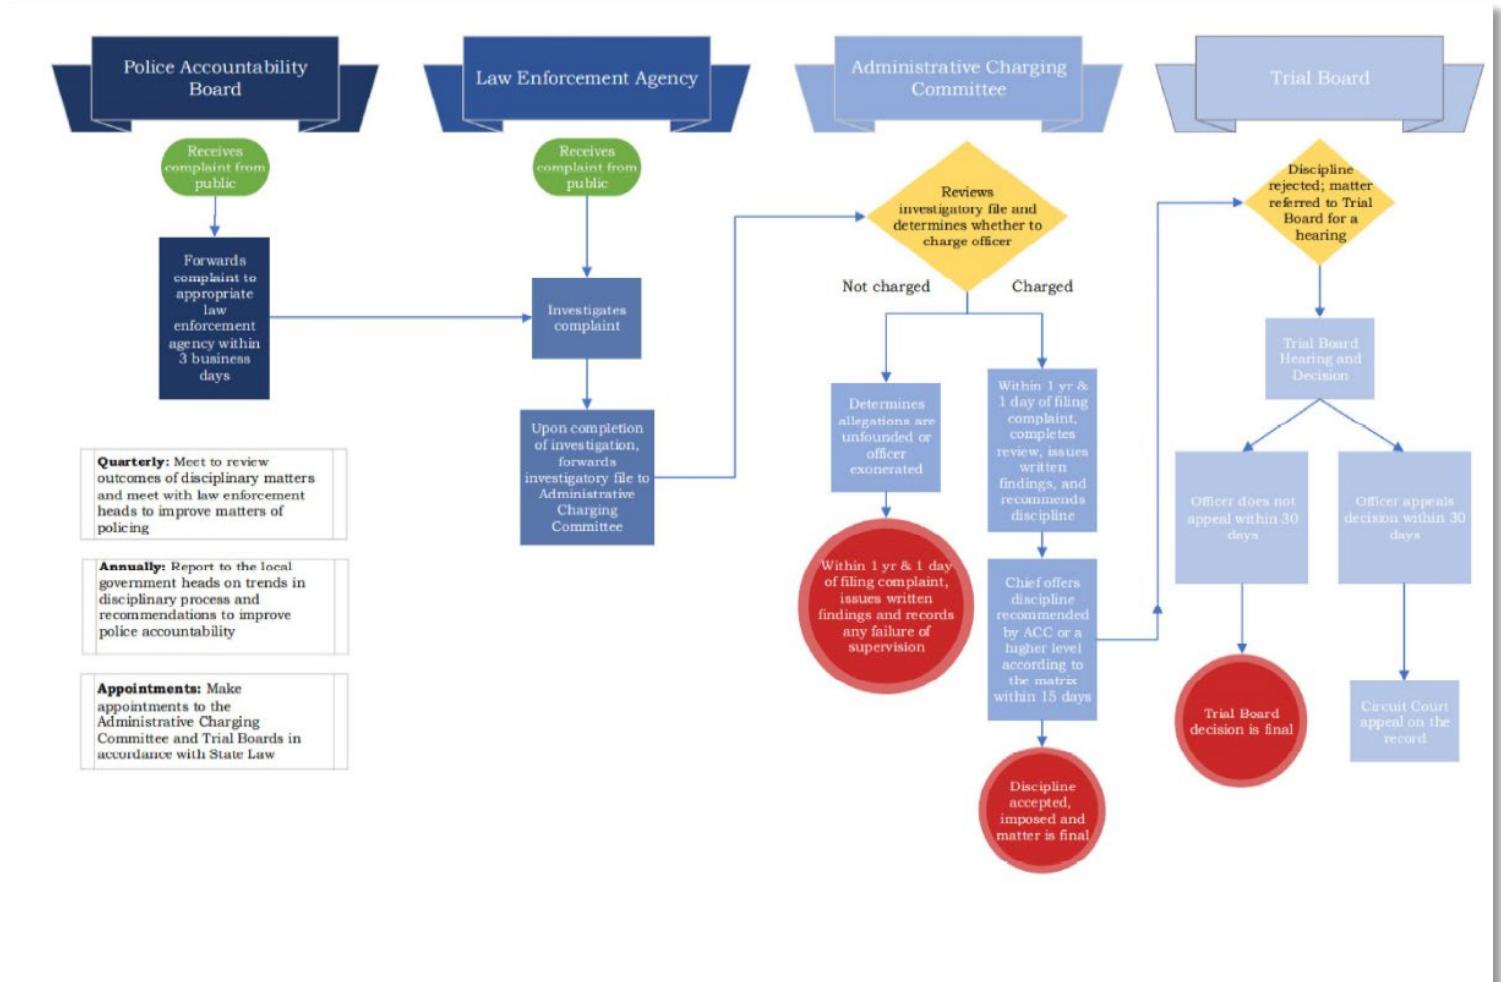 Police Accountability
Board
Law Enforcement Agency
Administrative Charging
Committee
Trial Board
Receives
complaint from
public
Forwards
complaint to
appropriate
law
enforcement
agency within
3 business
days
Quarterly: Meet to review
outcomes of disciplinary matters
and meet with law enforcement
heads to improve matters of
policing
Annually: Report to the local
government heads on trends in
disciplinary process and
recommendations to improve
police accountability
Appointments: Make
appointments to the
Administrative Charging
Committee and Trial Boards in
accordance with State Law
Receives
complaint from
public
Investigates
complaint
Upon completion
of investigation,
forwards
investigatory file to
Administrative
Charging
Committee
Reviews
investigatory file and
determines whether to
charge officer
Not charged
Charged
Determines
allegations are
unfounded or
officer
exonerated
Within 1 yr & 1 day
of filing complaint,
issues written
findings and records
any failure of
supervision
Within 1 yr &
1 day of filing
complaint,
completes
review, issues
written
findings, and
recommends
discipline
Chief offers
discipline
recommended
by ACC or a
higher level
according to
the matrix
within 15 days
Discipline
accepted,
imposed and
matter is final
Discipline
rejected; matter
referred to Trial
Board for a
hearing
Trial Board
Hearing and
Decision
Officer does not
appeal within 30
days
Officer appeals
decision within 30
days
Trial Board
decision is final
Circuit Court
appeal on the
record